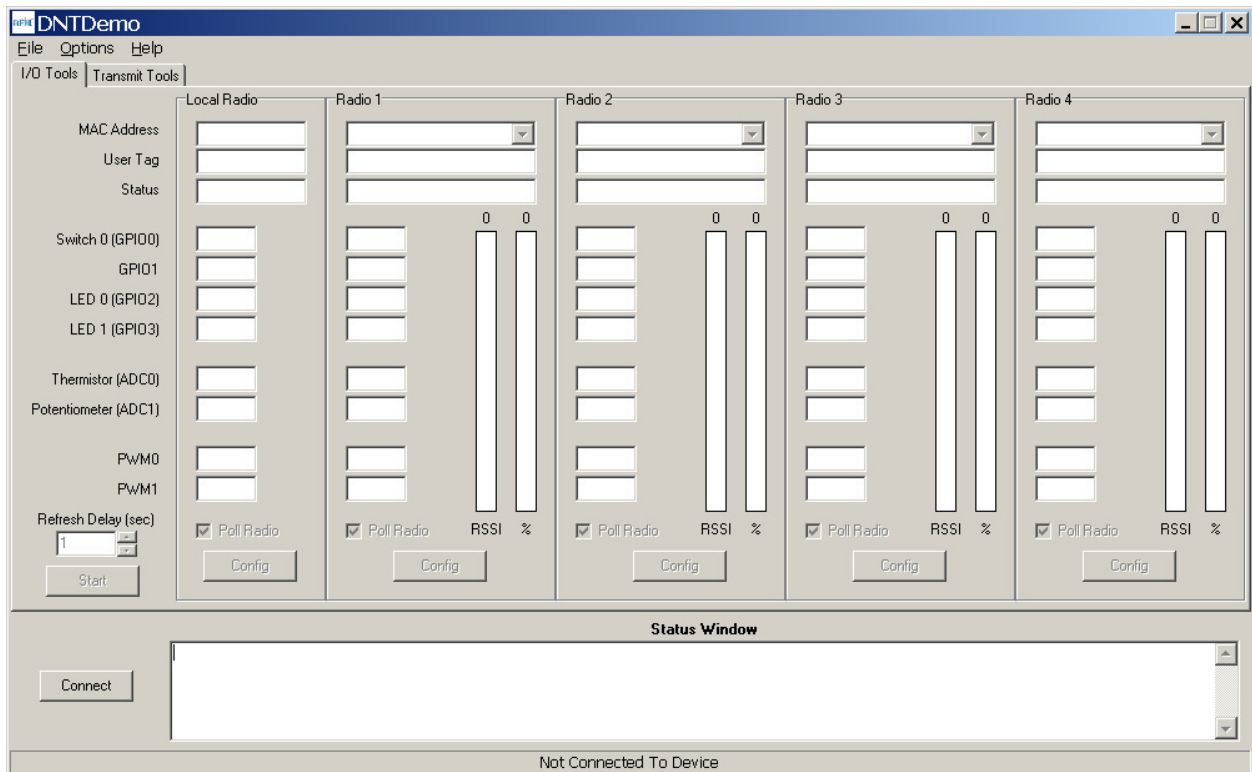 DNTDemo
File Options Help
I/O Tools Transmit Tools
Local Radio Radio 1 Radio 2 Radio 3 Radio 4
MAC Address
User Tag
Status
0 0 0 0 0 0 0 0
Switch 0 (GPIO0)
GPIO1
LED 0 (GPIO2)
LED 1 (GPIO3)
Thermistor (ADC0)
Potentiometer (ADC1)
PWM0
PWM1
Refresh Delay (sec)
1
Poll Radio Poll Radio RSSI % Poll Radio RSSI % Poll Radio RSSI % Poll Radio RSSI %
Start Config Config Config Config Config
Status Window
Connect
Not Connected To Device